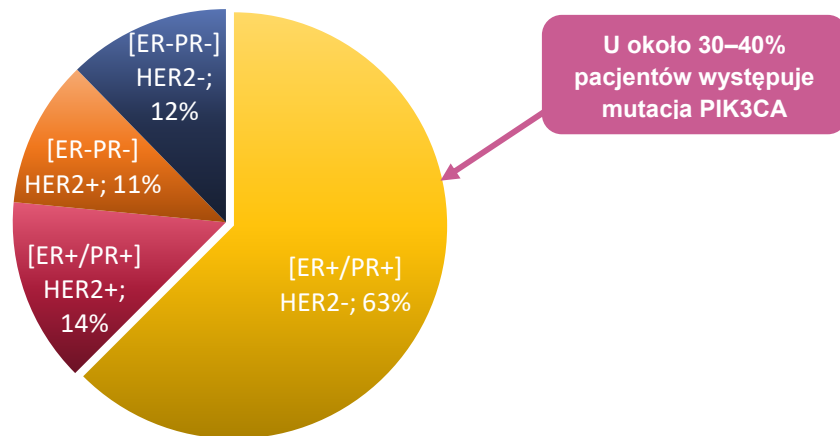 [ER-PR-]
HER2-;
12%
[ER-PR-]
HER2+; 11%
[ER+/PR+]
HER2+;
14%
[ER+/PR+]
HER2-; 63%
U około 30–40%
pacjentów występuje
mutacja PIK3CA